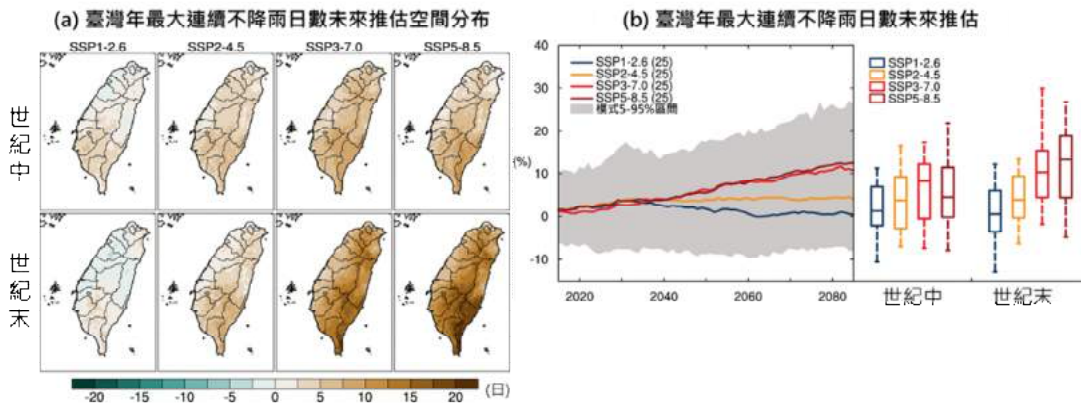 (a) 臺灣年最大連續不降雨日數未來推估空間分布
SSP1-2.6 SSP2-4.5 SSP3-7.0 SSP5-8.5
世紀中
世紀末
-20 -15 -10 -5 0 5 10 15 20 (日)
(b) 臺灣年最大連續不降雨日數未來推估
40
30
20
10
0
-10
(%)
SSP1-2.6 (25)
SSP2-4.5 (25)
SSP3-7.0 (25)
SSP5-8.5 (25)
模式5-95%區間
2020 2040 2060 2080
SSP1-2.6
SSP2-4.5
SSP3-7.0
SSP5-8.5
世紀中 世紀末